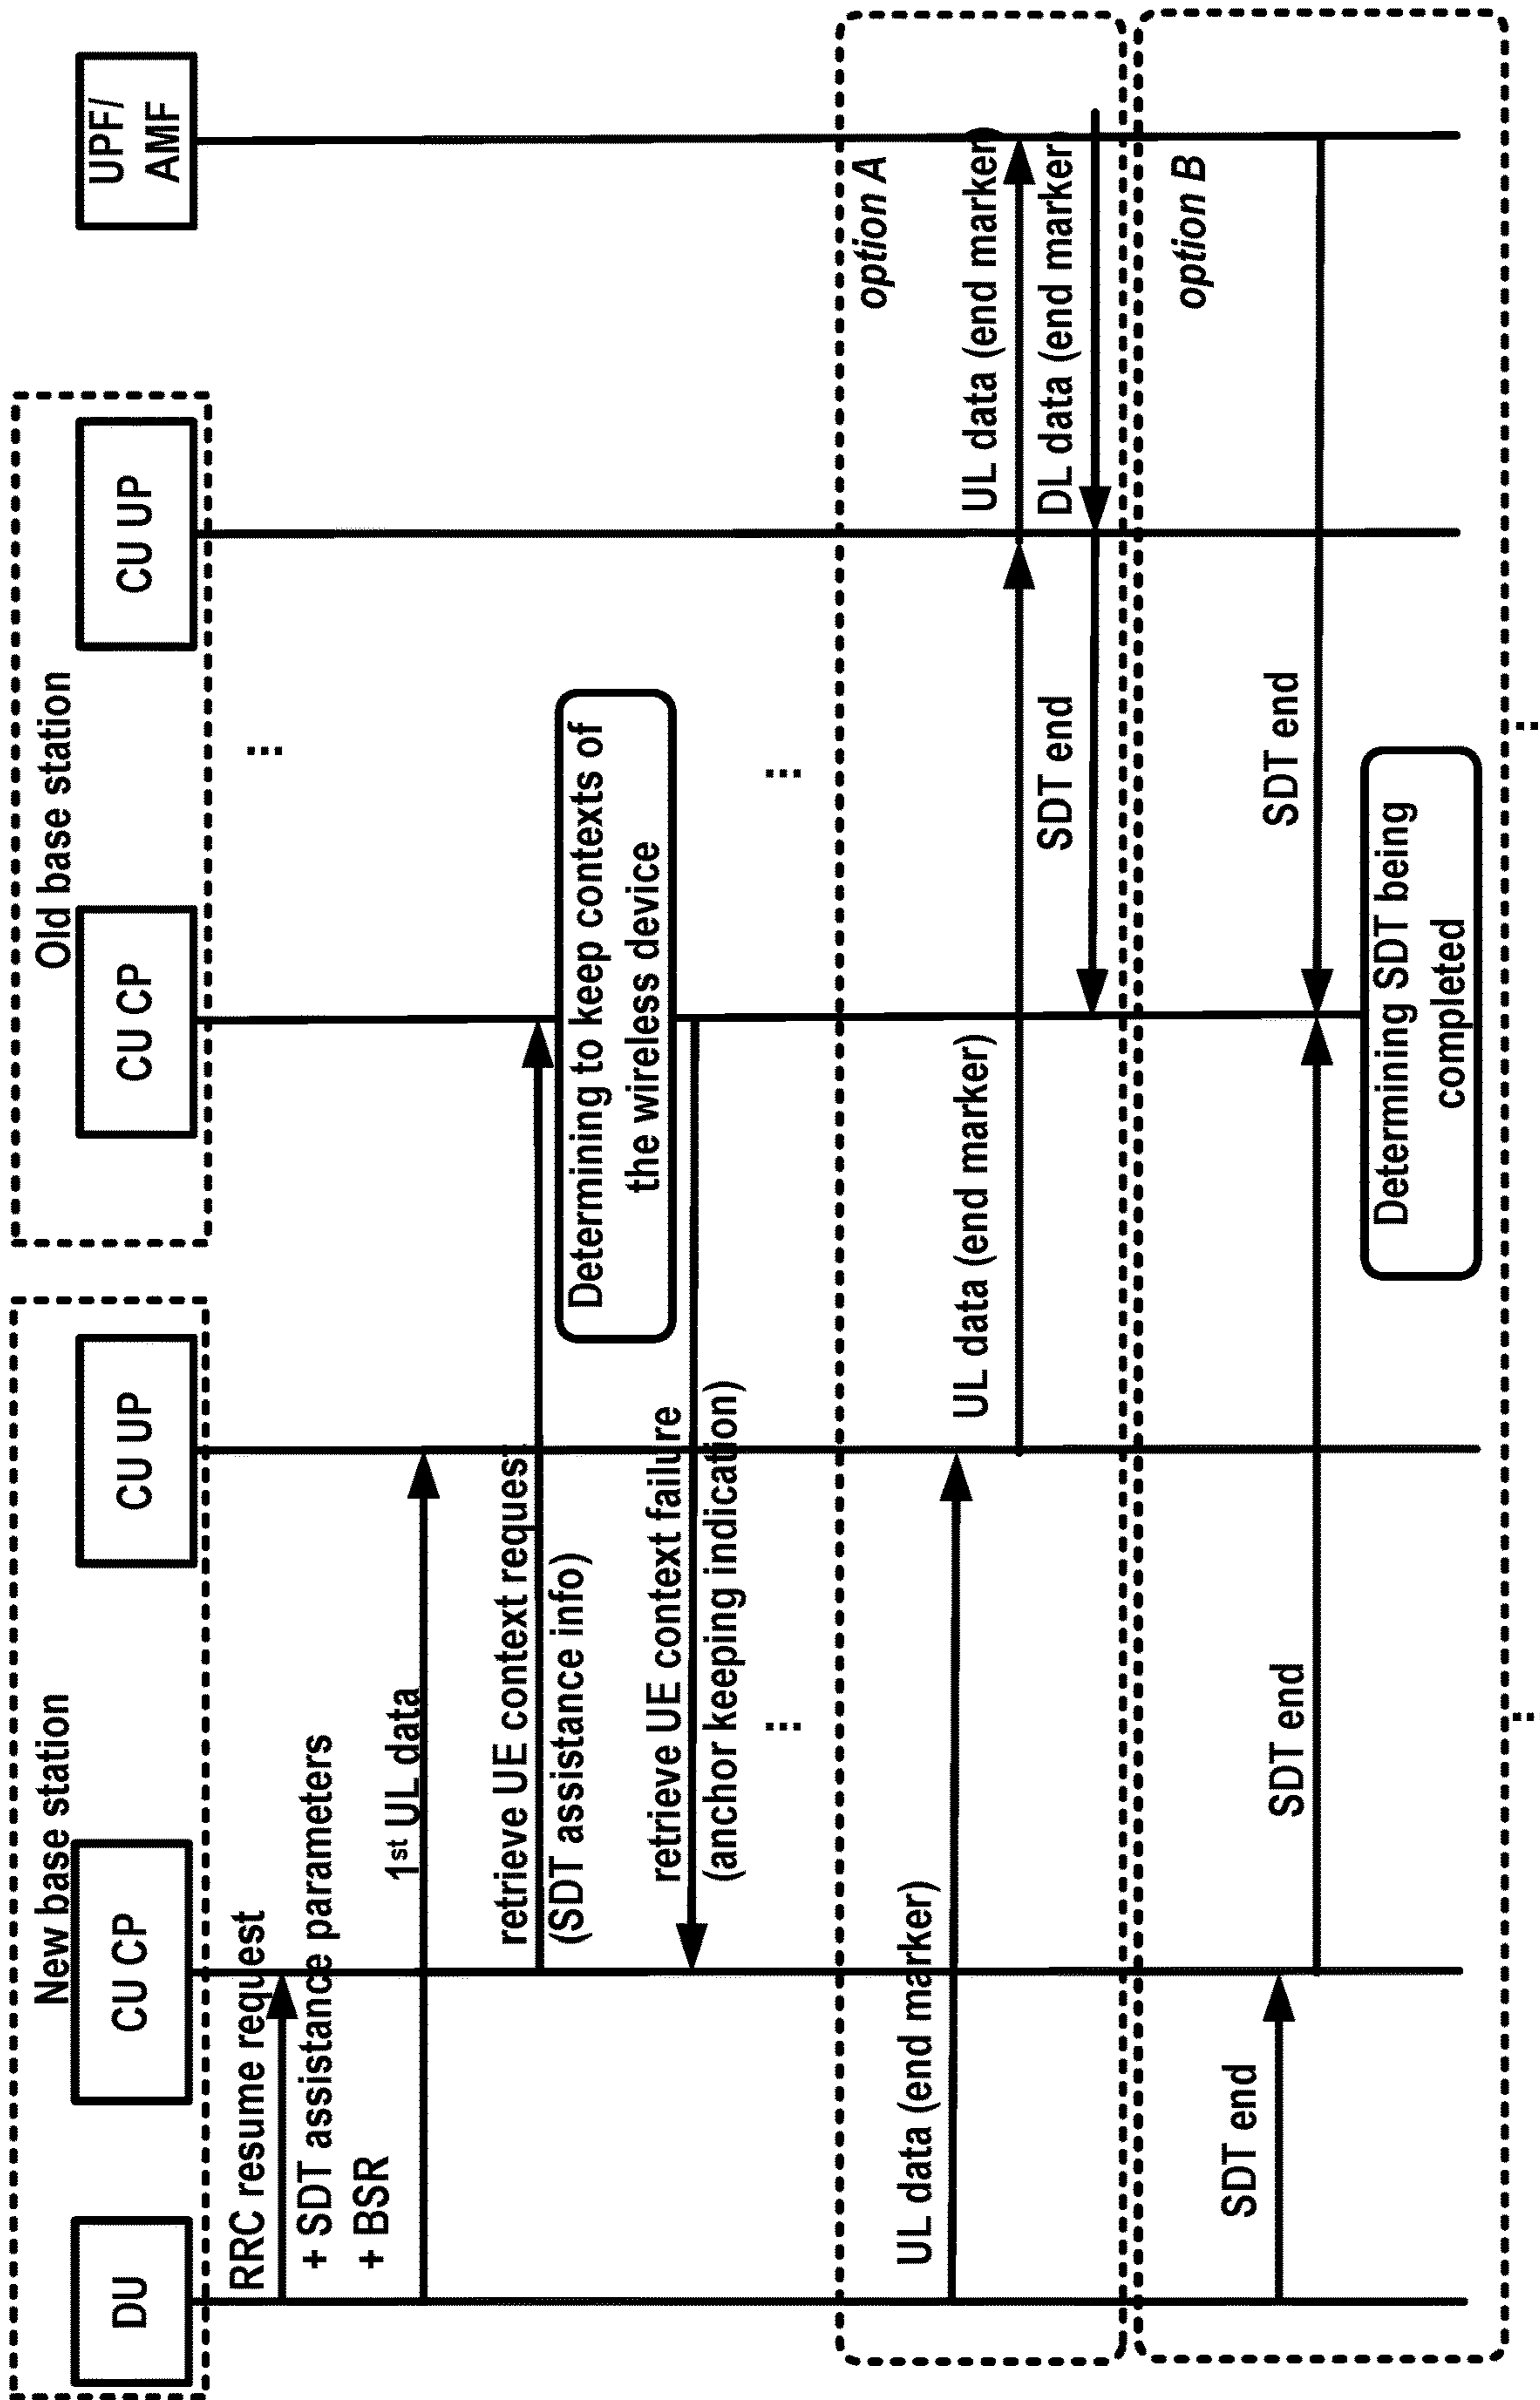 New base station
Old base station
DU
CU CP
CU UP
CU CP
CU UP
UPF/
AMF
RRC resume request
+ SDT assistance parameters
+ BSR
...
1st UL data
retrieve UE context request
(SDT assistance info)
Determining to keep contexts of
the wireless device
retrieve UE context failure
(anchor keeping indication)
...
...
option A
UL data (end marker)
UL data (end marker)
UL data (end marker)
SDT end
DL data (end marker
option B
SDT end
SDT end
SDT end
Determining SDT being
completed